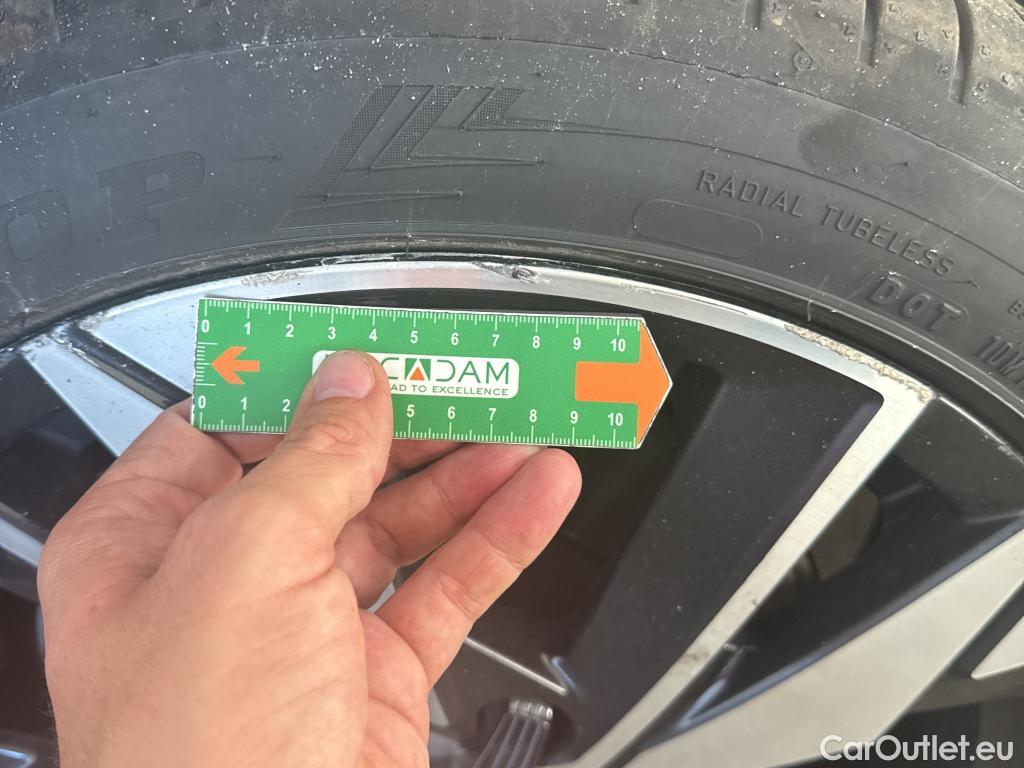 OP
RADIAL TUBELESS
DOT
0 1 2 3 4 5 6 7 8 9 10
CADAM
AD TO EXCELLENCE
0 1 2 5 6 7 8 9 10
CarOutlet.eu